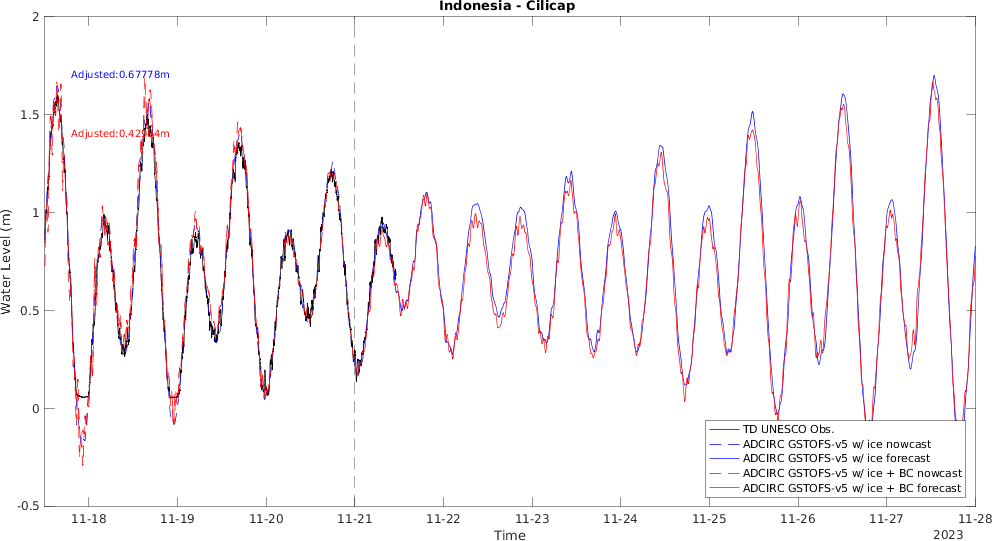 Indonesia - Cilicap
2
1.5
1
0.5
0
-0.5
Water Level (m)
Adjusted:0.67778m
TD UNESCO Obs.
ADCIRC GSTOFS-v5 w/ ice nowcast
ADCIRC GSTOFS-v5 w/ ice forecast
ADCIRC GSTOFS-v5 w/ ice + BC nowcast
ADCIRC GSTOFS-v5 w/ ice + BC forecast
11-18 11-19 11-20 11-21 11-22 11-23 11-24 11-25 11-26 11-27 11-28
Time
2023